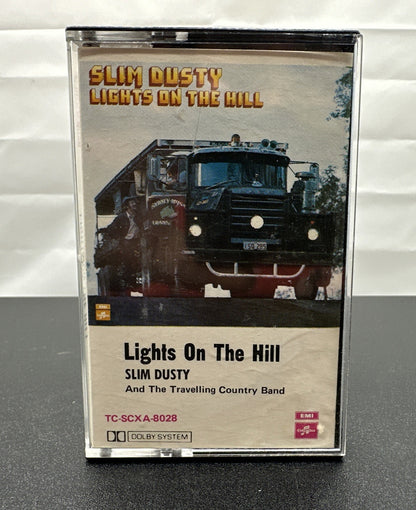 SLIM DUSTY
LIGHTS ON THE HILL
EMI
Lights On The Hill
SLIM DUSTY
And The Travelling Country Band
TC-SCXA-8028
EMI
DOLBY SYSTEM